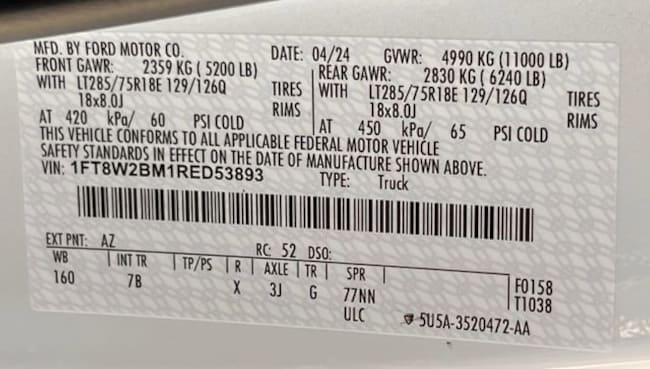 MFD. BY FORD MOTOR CO. DATE: 04/24 GVWR: 4990 KG (11000 LB)
FRONT GAWR: 2359 KG ( 5200 LB) REAR GAWR: 2830 KG ( 6240 LB)
WITH LT285/75R18E 129/126Q TIRES WITH LT285/75R18E 129/126Q TIRES
18x8.0J RIMS 18x8.0J RIMS
AT 420 kPa/ 60 PSI COLD AT 450 kPa/ 65 PSI COLD
THIS VEHICLE CONFORMS TO ALL APPLICABLE FEDERAL MOTOR VEHICLE
SAFETY STANDARDS IN EFFECT ON THE DATE OF MANUFACTURE SHOWN ABOVE.
VIN: 1FT8W2BM1RED53893 TYPE: Truck
EXT PNT: AZ RC: 52 DSO:
WB INT TR TP/PS R AXLE TR SPR F0158
160 7B X 3J G 77NN T1038
ULC 5U5A-3520472-AA